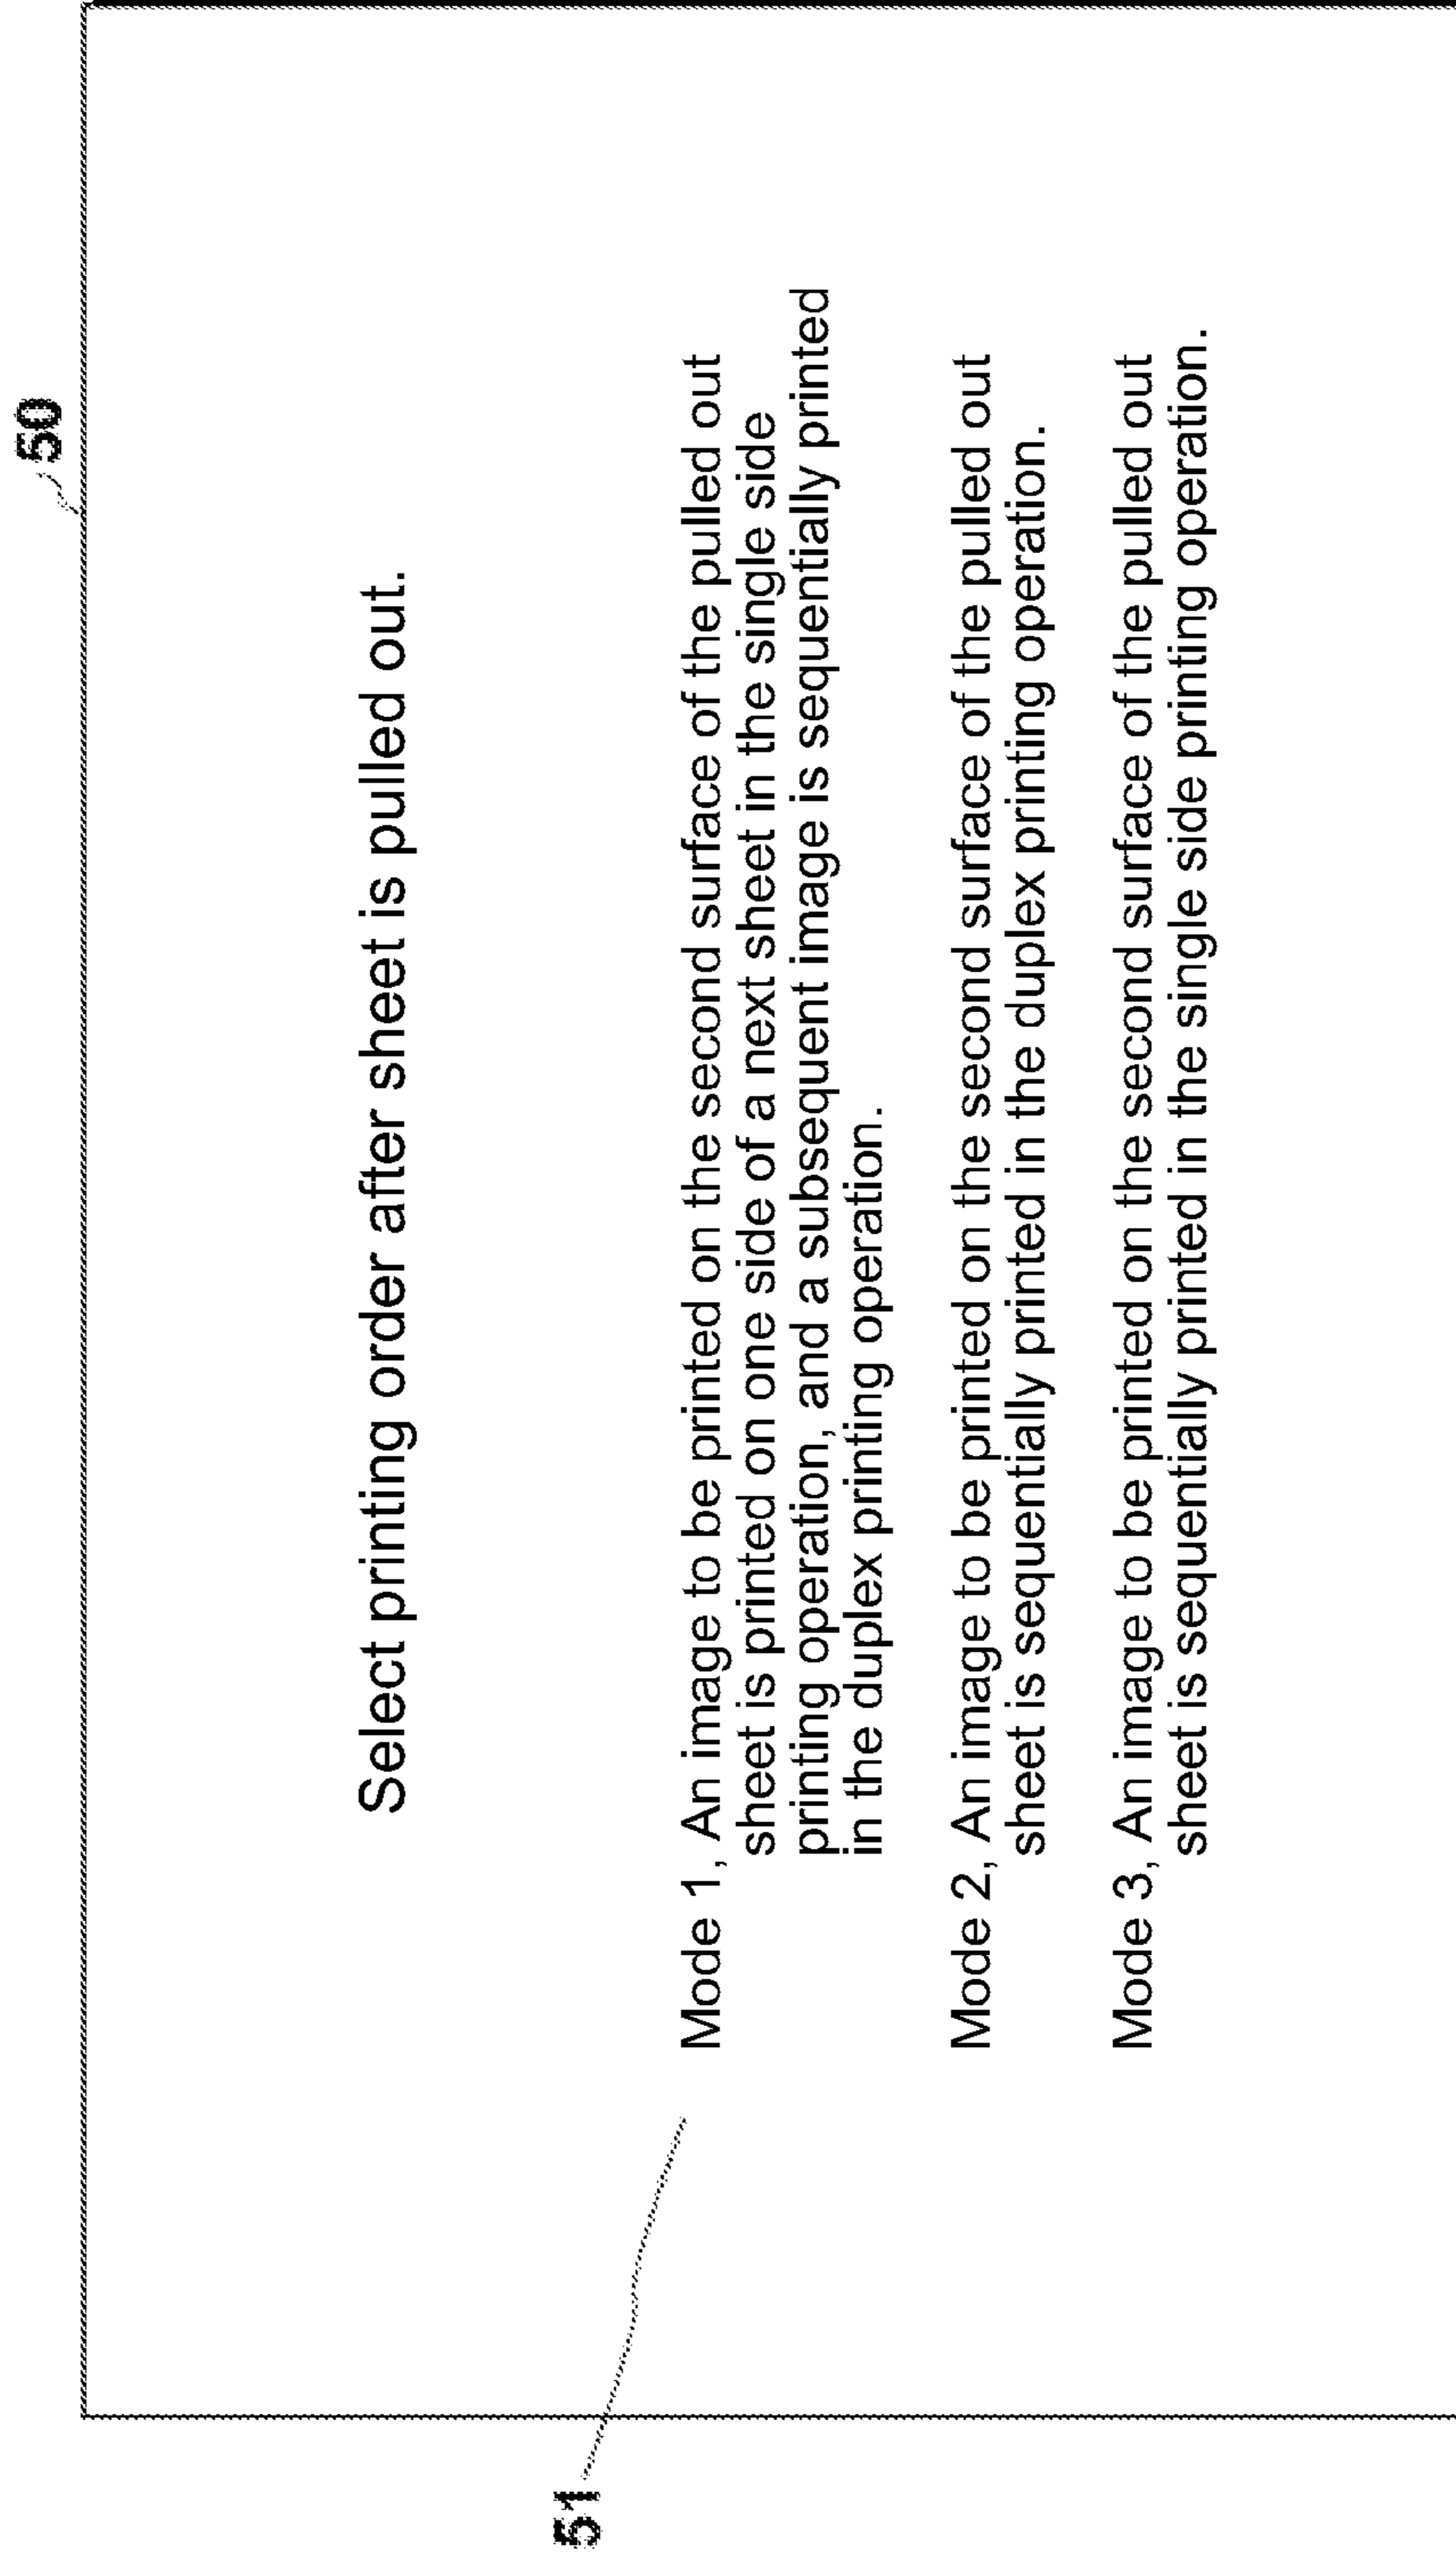 50
Select printing order after sheet is pulled out.
51
Mode 1, An image to be printed on the second surface of the pulled out
sheet is printed on one side of a next sheet in the single side
printing operation, and a subsequent image is sequentially printed
in the duplex printing operation.
Mode 2, An image to be printed on the second surface of the pulled out
sheet is sequentially printed in the duplex printing operation.
Mode 3, An image to be printed on the second surface of the pulled out
sheet is sequentially printed in the single side printing operation.